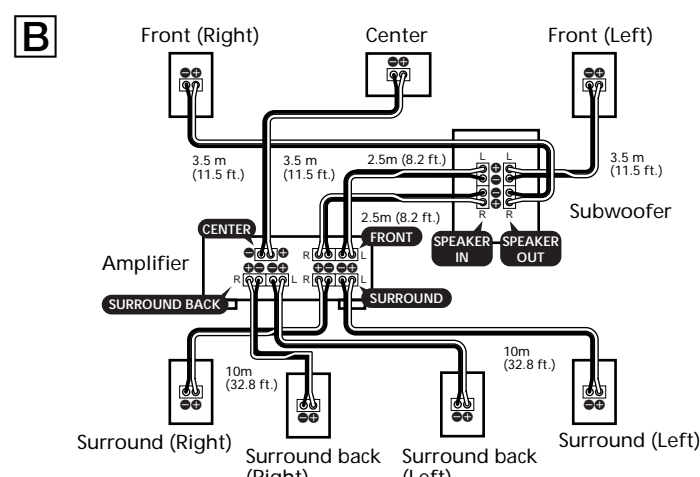 B
Front (Right)
Center
Front (Left)
3.5 m
(11.5 ft.)
3.5 m
(11.5 ft.)
2.5m (8.2 ft.)
3.5 m
(11.5 ft.)
L
L
R
R
2.5m (8.2 ft.)
Subwoofer
SPEAKER
IN
SPEAKER
OUT
CENTER
FRONT
R
L
Amplifier
R
L
R
L
SURROUND BACK
SURROUND
10m
(32.8 ft.)
10m
(32.8 ft.)
Surround (Right)
Surround back
(Right)
Surround back
(Left)
Surround (Left)